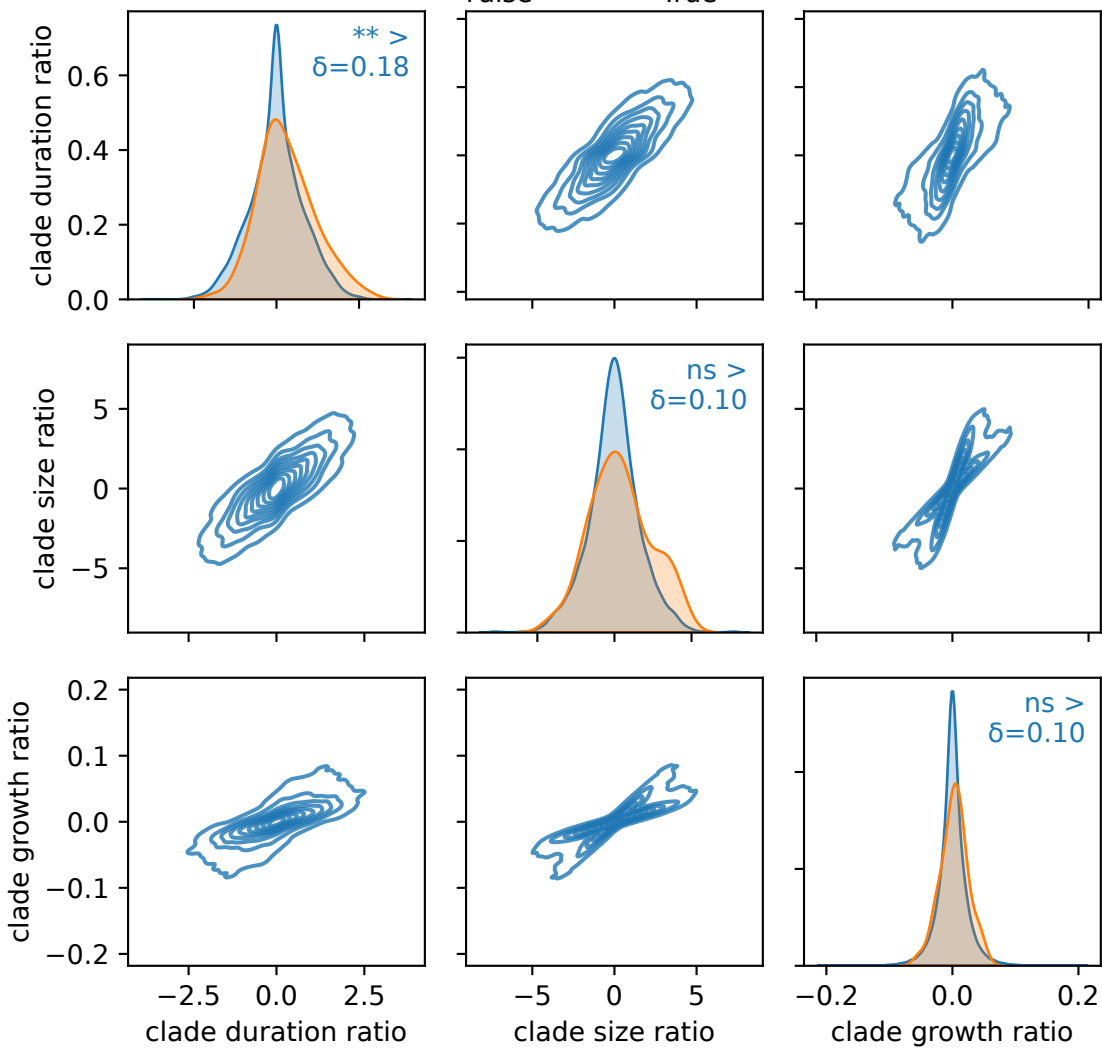 False True
clade duration ratio
0.6
0.4
0.2
0.0
** >
δ=0.18
clade size ratio
5
0
−5
ns >
δ=0.10
clade growth ratio
0.2
0.1
0.0
−0.1
−0.2
ns >
δ=0.10
−2.5 0.0 2.5
clade duration ratio
−5 0 5
clade size ratio
−0.2 0.0 0.2
clade growth ratio